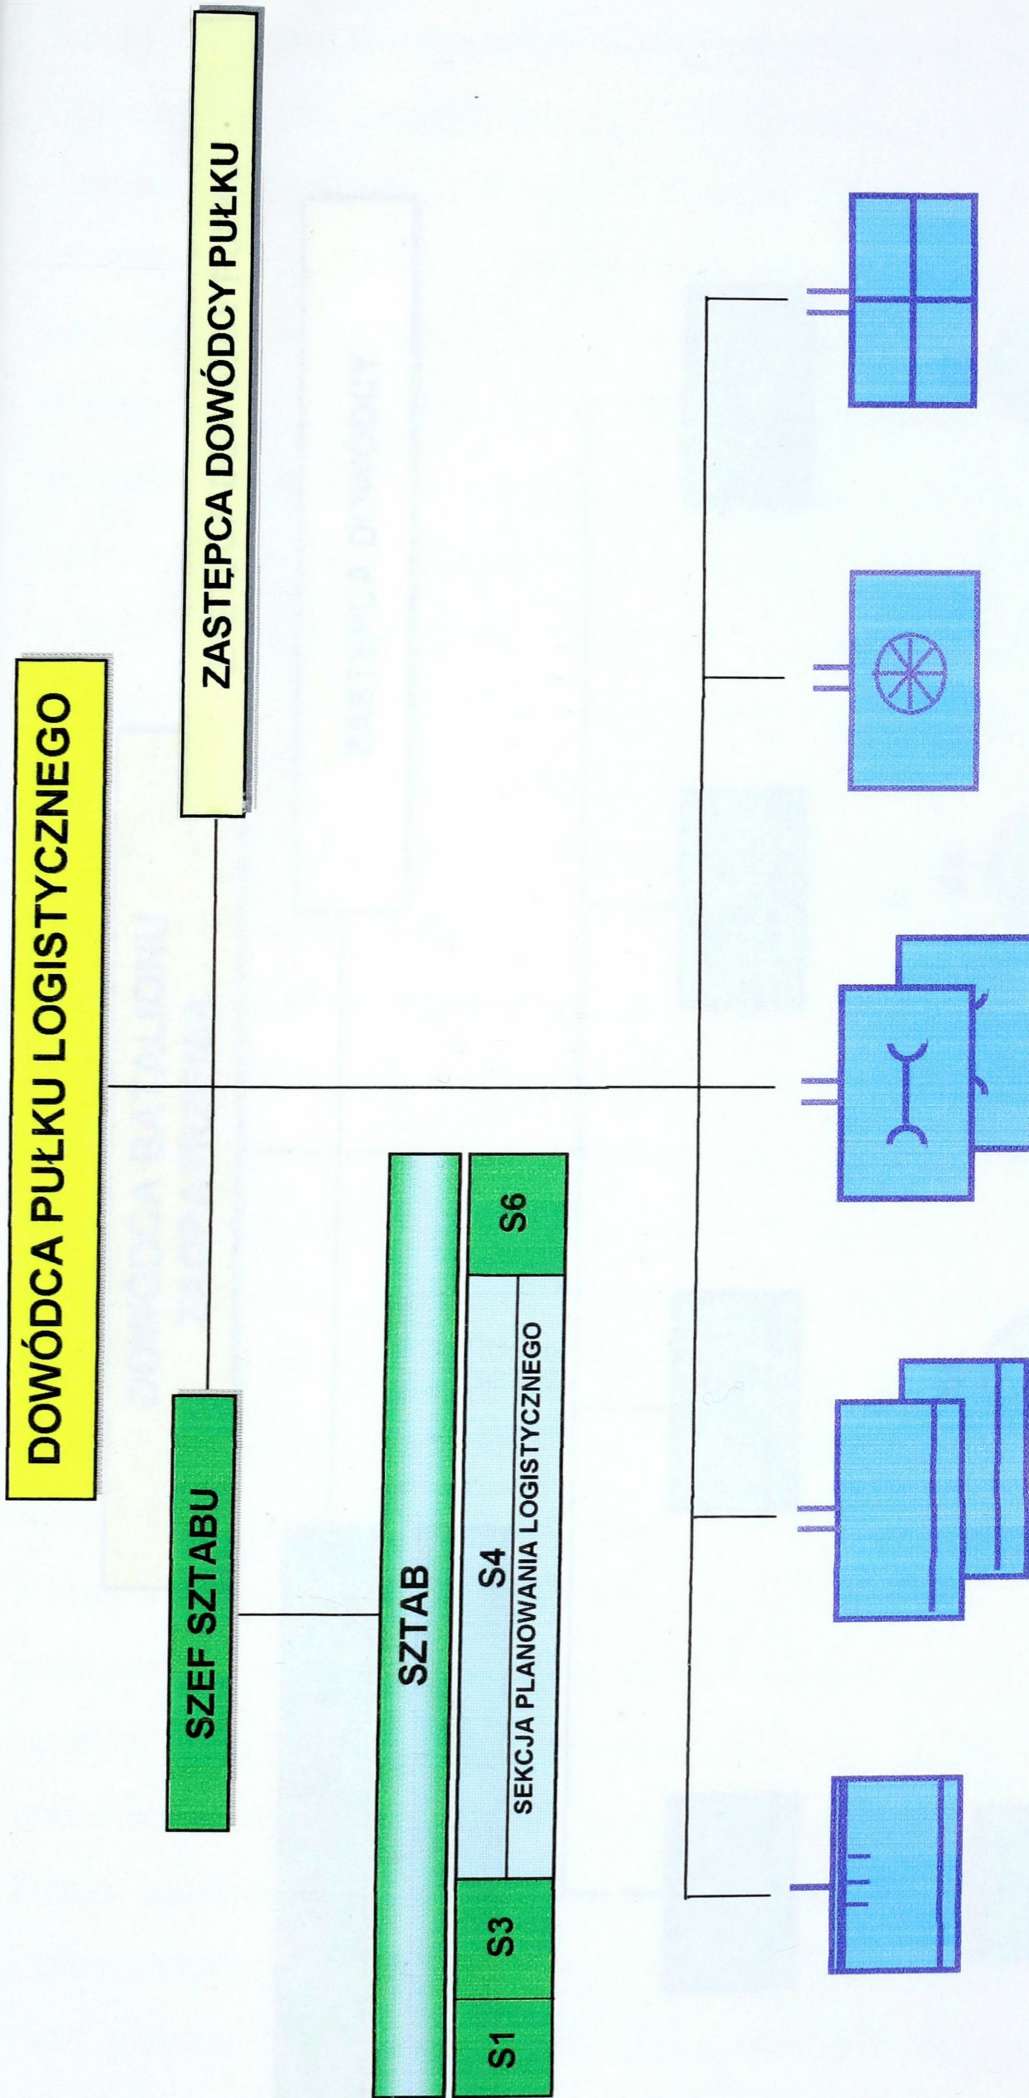 DOWÓDCA PUŁKU LOGISTYCZNEGO
SZEF SZTABU
ZASTĘPCA DOWÓDCY PUŁKU
SZTAB
S1
S3
S4
SEKCJA PLANOWANIA LOGISTYCZNEGO
S6